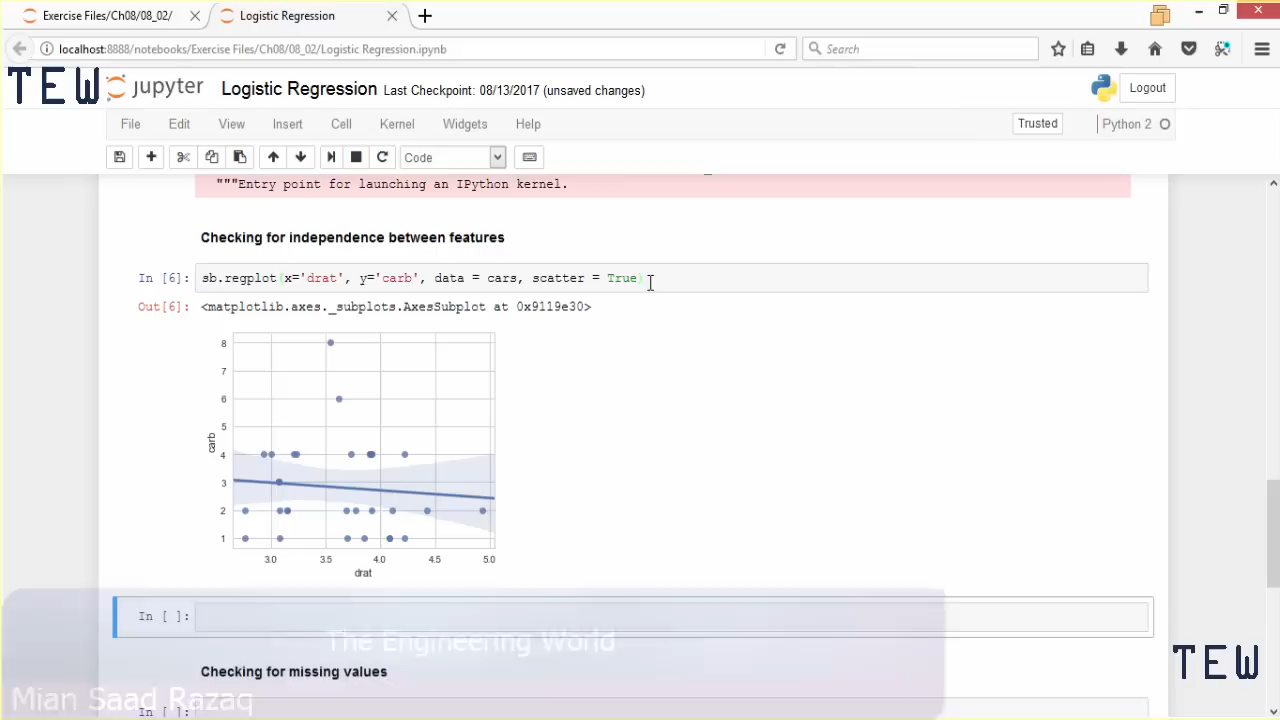 Exercise Files/Ch08/08_02/
Logistic Regression
localhost:8888/notebooks/Exercise Files/Ch08/08_02/Logistic Regression.ipynb
Search
TEW
jupyter
Logistic Regression Last Checkpoint: 08/13/2017 (unsaved changes)
Logout
File Edit View Insert Cell Kernel Widgets Help
Trusted
Python 2
Code
"""Entry point for launching an IPython kernel.
Checking for independence between features
In [6]: sb.regplot(x='drat', y='carb', data = cars, scatter = True)
Out[6]: <matplotlib.axes._subplots.AxesSubplot at 0x9119e30>
8
7
6
5
4
3
2
1
carb
3.0 3.5 4.0 4.5 5.0
drat
In [ ]:
The Engineering World
TEW
Checking for missing values
Mian Saad Razaq
In [ ]: